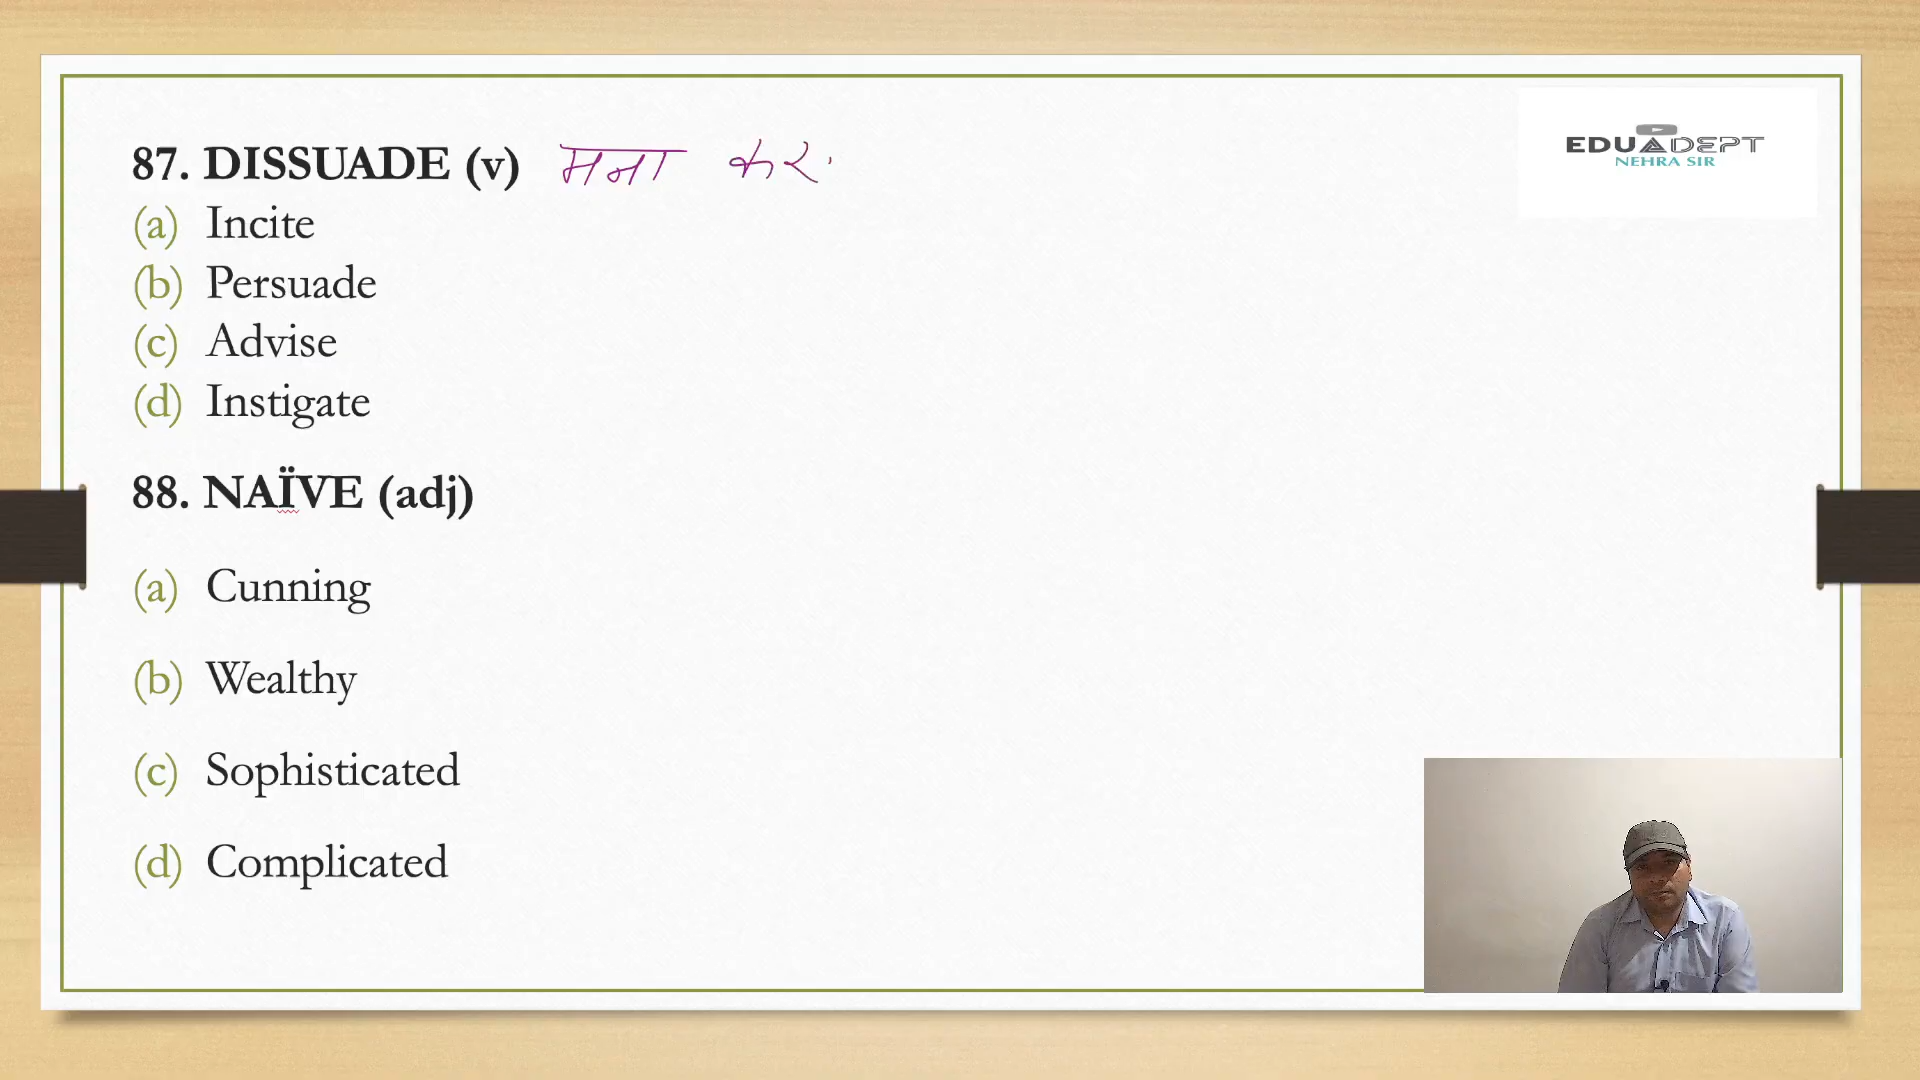 87. DISSUADE (v) मना कर
(a) Incite
(b) Persuade
(c) Advise
(d) Instigate
88. NAÏVE (adj)
(a) Cunning
(b) Wealthy
(c) Sophisticated
(d) Complicated
EDUADEPT
NEHRA SIR